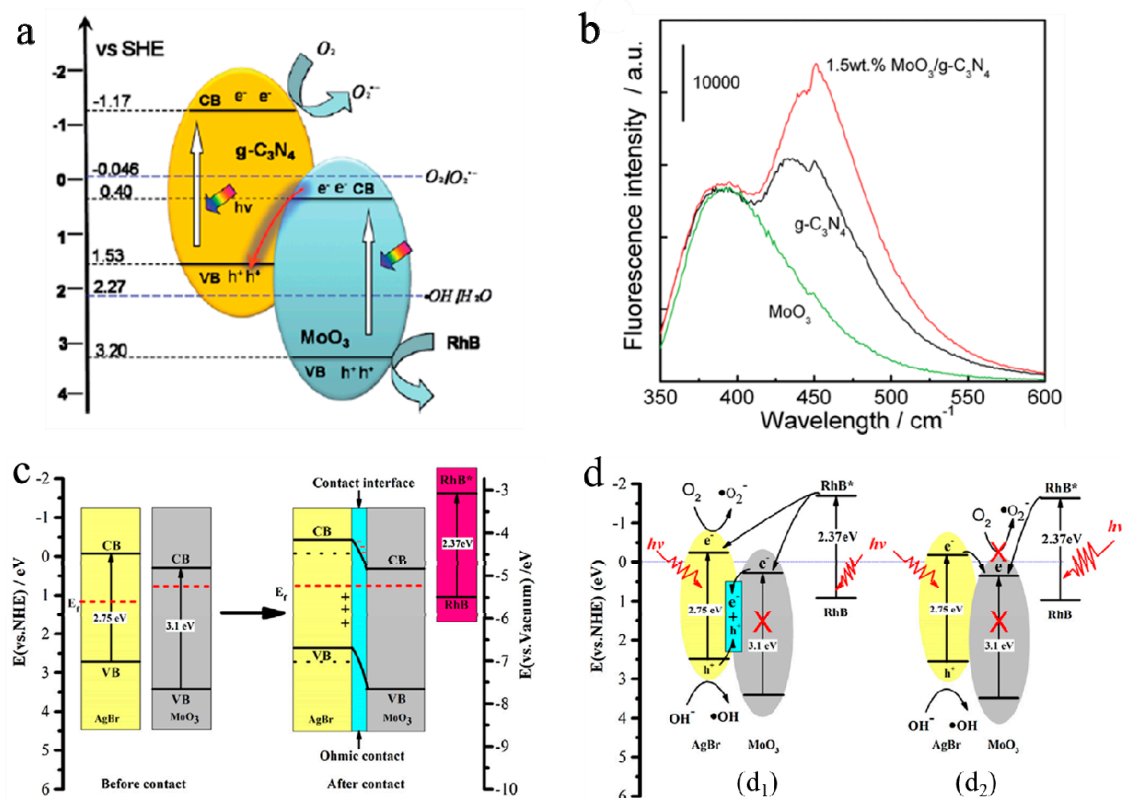 a
vs SHE
-2
-1.17
-1
-0.046
0
0.40
1
1.53
2
2.27
3
3.20
4
CB e⁻ e⁻
g-C₃N₄
hν
VB h⁺ h⁺
O₂
O₂•⁻
O₂/O₂•⁻
e⁻ e⁻ CB
•OH/H₂O
MoO₃
VB h⁺h⁺
RhB
b
Fluorescence intensity / a.u.
10000
1.5wt.% MoO₃/g-C₃N₄
g-C₃N₄
MoO₃
350 400 450 500 550 600
Wavelength / cm⁻¹
c
E(vs.NHE) / eV
-2
-1
0
1
2
3
4
5
6
CB
E_f
2.75 eV
VB
AgBr
CB
3.1 eV
VB
MoO₃
Before contact
Contact interface
CB
E_f
+
+
+
+
VB
CB
VB
AgBr
MoO₃
Ohmic contact
After contact
RhB*
2.37eV
RhB
-3
-4
-5
-6
-7
-8
-9
-10
E(vs.Vacuum) /eV
d
E(vs.NHE) (eV)
-2
-1
0
1
2
3
4
5
6
O₂ •O₂⁻
hν
e⁻
2.75 eV
h⁺
e⁻
+
h⁺
e⁻
X
3.1 eV
OH⁻ •OH
AgBr MoO₃
RhB*
2.37eV
hν
RhB
(d₁)
O₂ •O₂⁻
X
hν
e⁻
2.75 eV
h⁺
e
X
3.1 eV
OH⁻ •OH
AgBr MoO₃
RhB*
2.37eV
hν
RhB
(d₂)